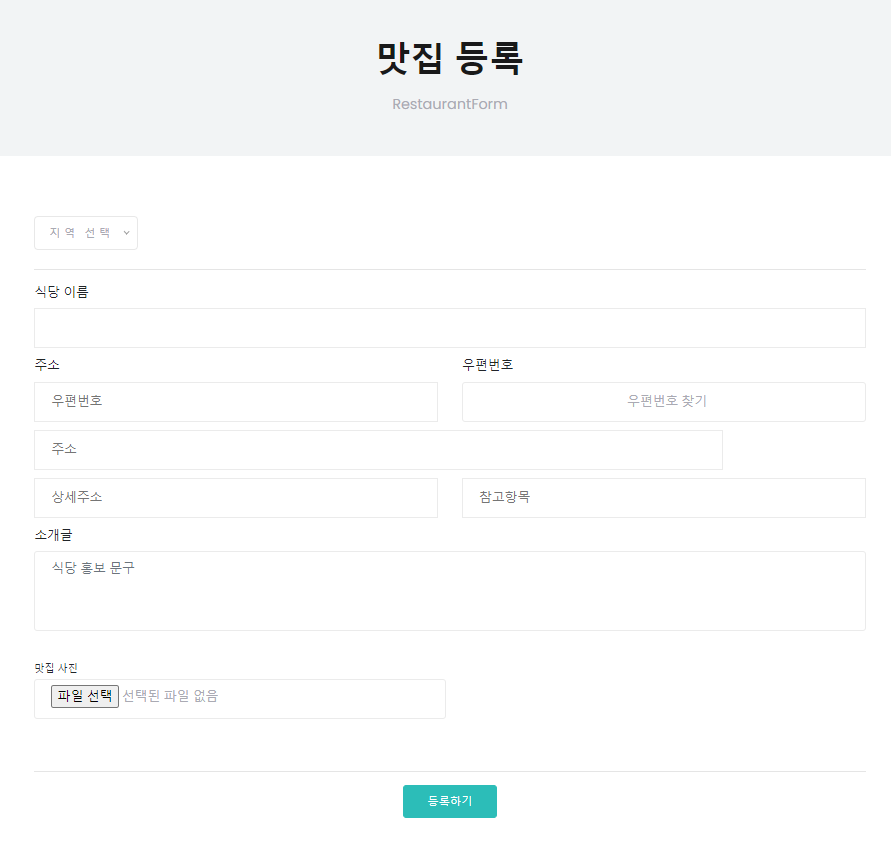 맛집 등록
RestaurantForm
지역 선택
식당 이름
주소 우편번호
우편번호 우편번호 찾기
주소
상세주소 참고항목
소개글
식당 홍보 문구
맛집 사진
파일 선택 선택된 파일 없음
등록하기